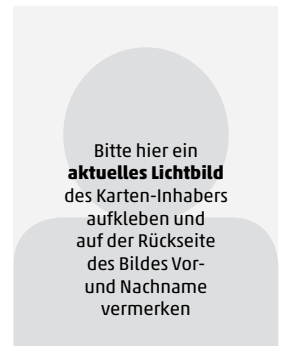 Bitte hier ein
aktuelles Lichtbild
des Karten-Inhabers
aufkleben und
auf der Rückseite
des Bildes Vor-
und Nachname
vermerken